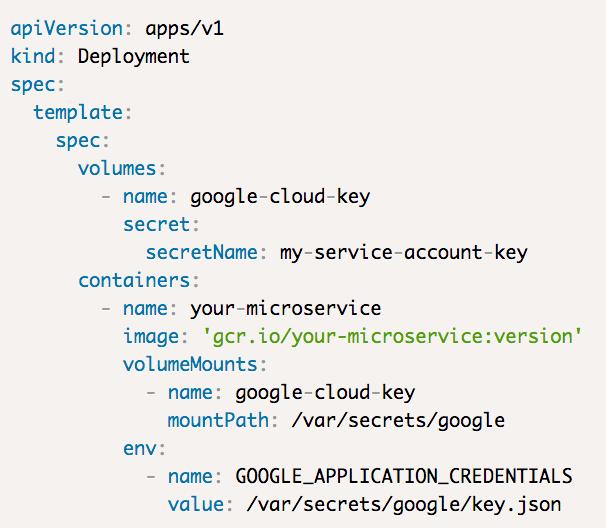 apiVersion: apps/v1
kind: Deployment
spec:
  template:
    spec:
      volumes:
        - name: google-cloud-key
          secret:
            secretName: my-service-account-key
      containers:
        - name: your-microservice
          image: 'gcr.io/your-microservice:version'
          volumeMounts:
            - name: google-cloud-key
              mountPath: /var/secrets/google
          env:
            - name: GOOGLE_APPLICATION_CREDENTIALS
              value: /var/secrets/google/key.json